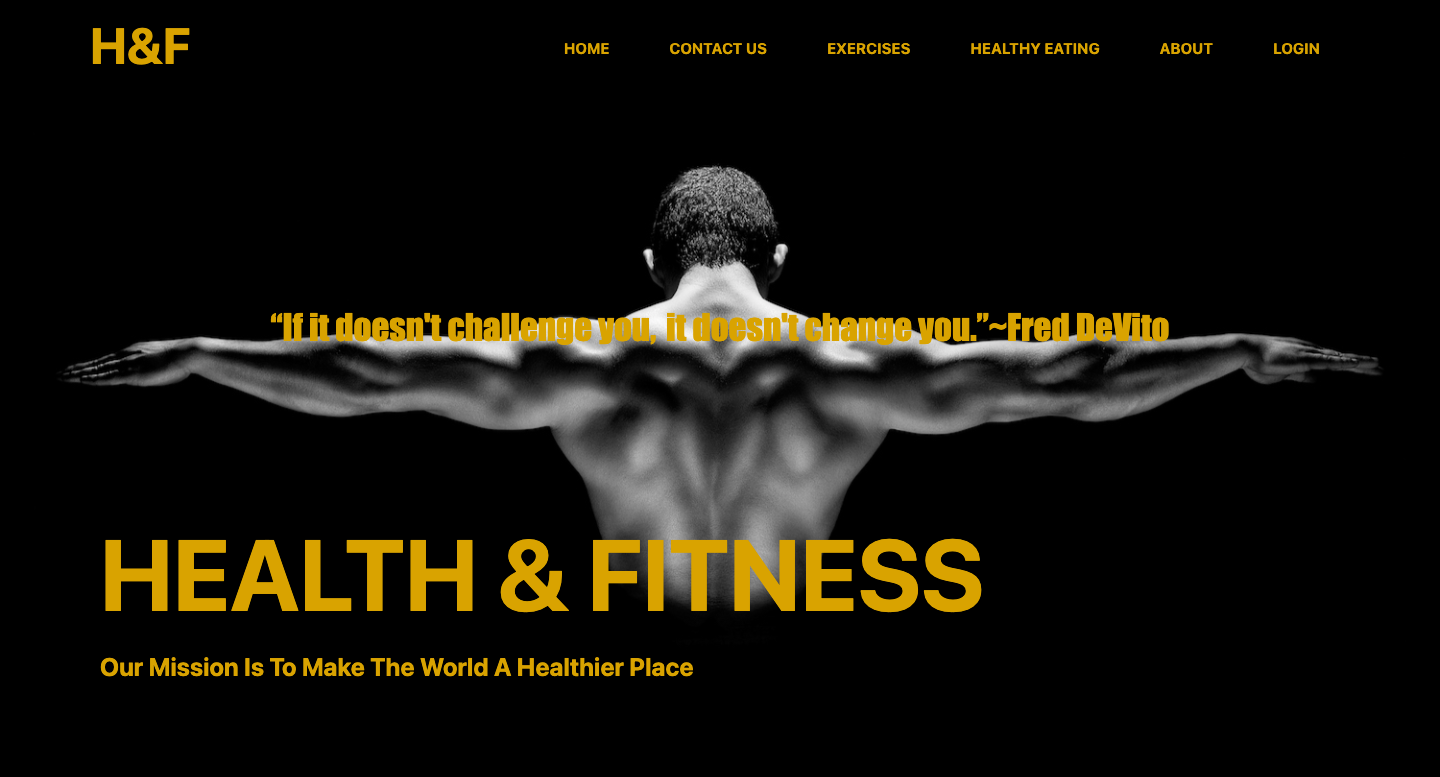 H&F
HOME CONTACT US EXERCISES HEALTHY EATING ABOUT LOGIN
“If it doesn't challenge you, it doesn't change you.”~Fred DeVito
HEALTH & FITNESS
Our Mission Is To Make The World A Healthier Place